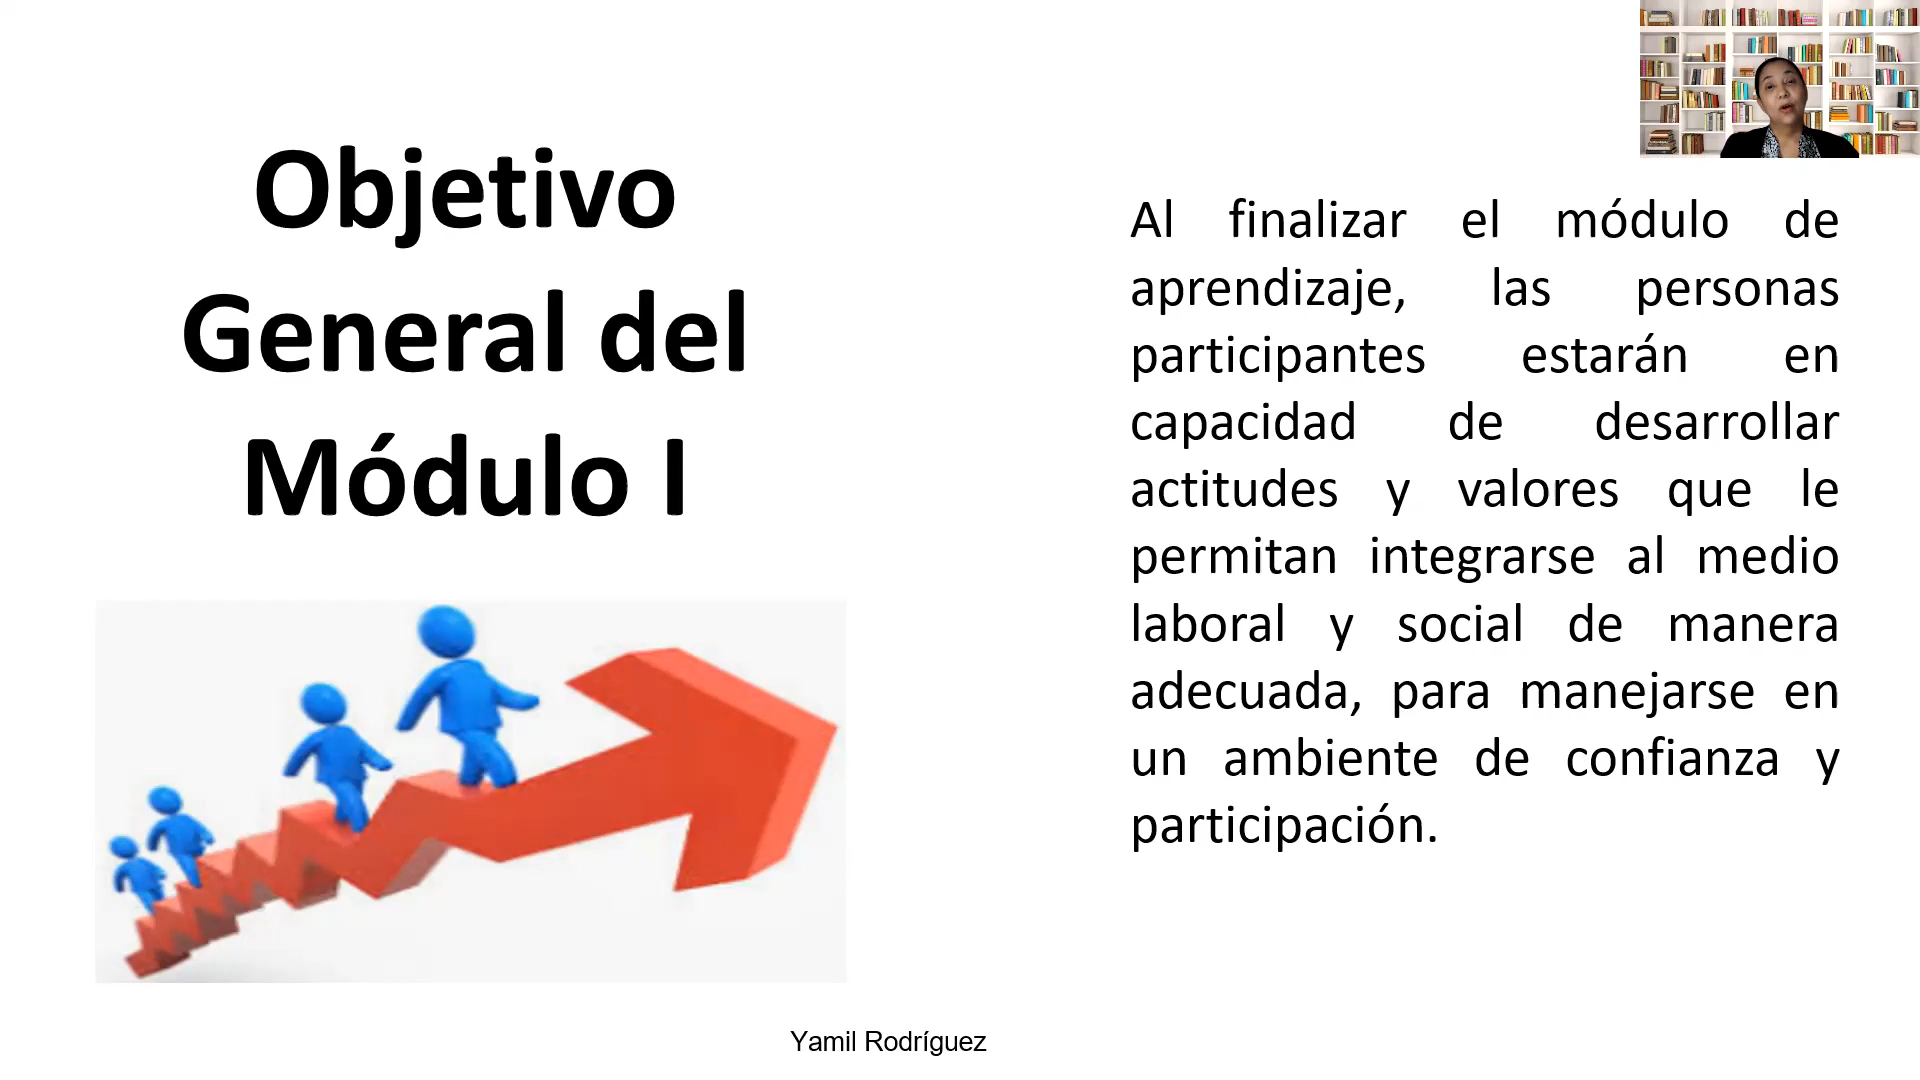 Objetivo
General del
Módulo I
Al finalizar el módulo de
aprendizaje, las personas
participantes estarán en
capacidad de desarrollar
actitudes y valores que le
permitan integrarse al medio
laboral y social de manera
adecuada, para manejarse en
un ambiente de confianza y
participación.
Yamil Rodríguez